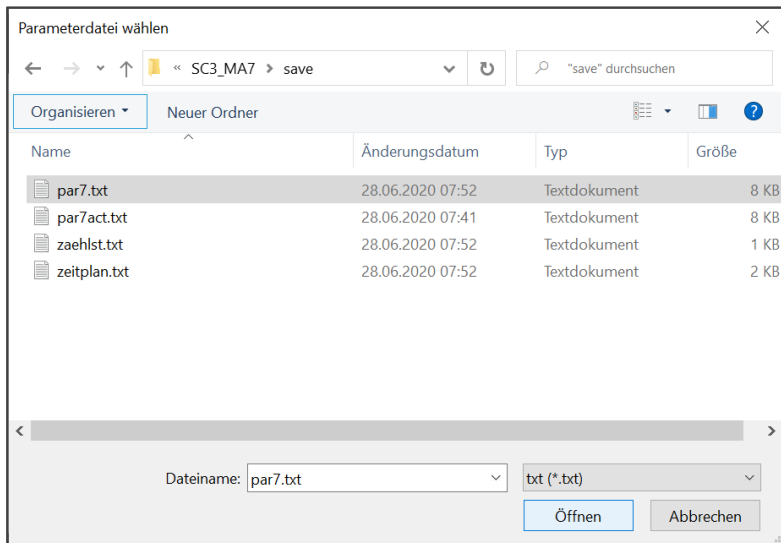 Parameterdatei wählen
« SC3_MA7 > save "save" durchsuchen
Organisieren Neuer Ordner ?
Name Änderungsdatum Typ Größe
par7.txt 28.06.2020 07:52 Textdokument 8 KB
par7act.txt 28.06.2020 07:41 Textdokument 8 KB
zaehlst.txt 28.06.2020 07:52 Textdokument 1 KB
zeitplan.txt 28.06.2020 07:52 Textdokument 2 KB
Dateiname: par7.txt txt (*.txt)
Öffnen Abbrechen